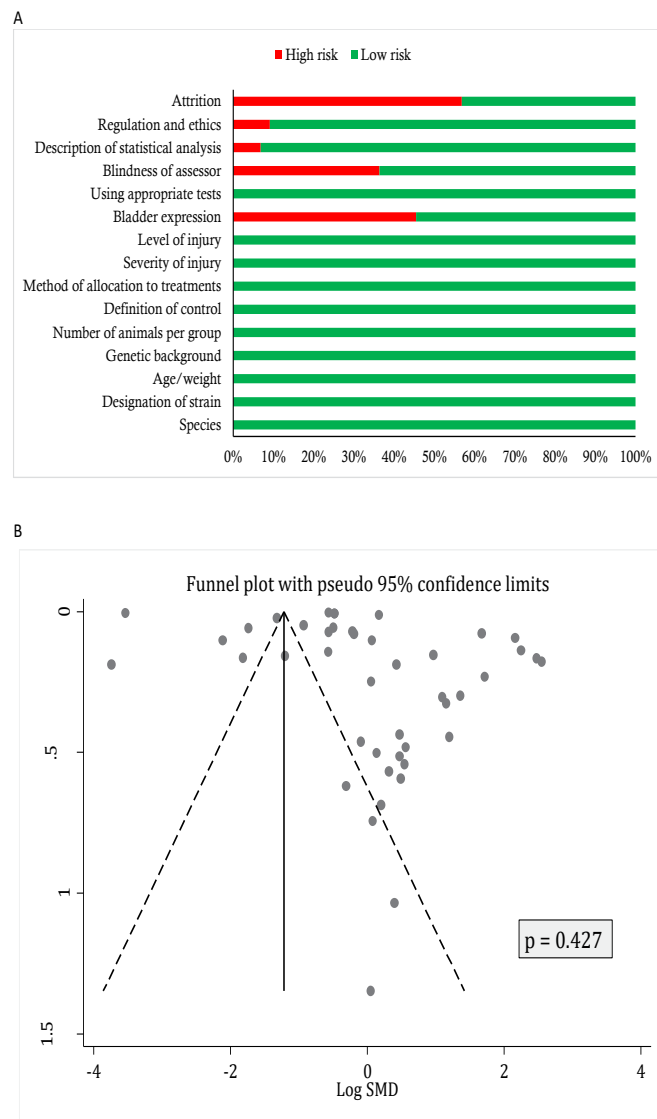 A
High risk Low risk
Attrition
Regulation and ethics
Description of statistical analysis
Blindness of assessor
Using appropriate tests
Bladder expression
Level of injury
Severity of injury
Method of allocation to treatments
Definition of control
Number of animals per group
Genetic background
Age/weight
Designation of strain
Species
0% 10% 20% 30% 40% 50% 60% 70% 80% 90% 100%
B
Funnel plot with pseudo 95% confidence limits
0
.5
1
1.5
p = 0.427
-4 -2 0 2 4
Log SMD